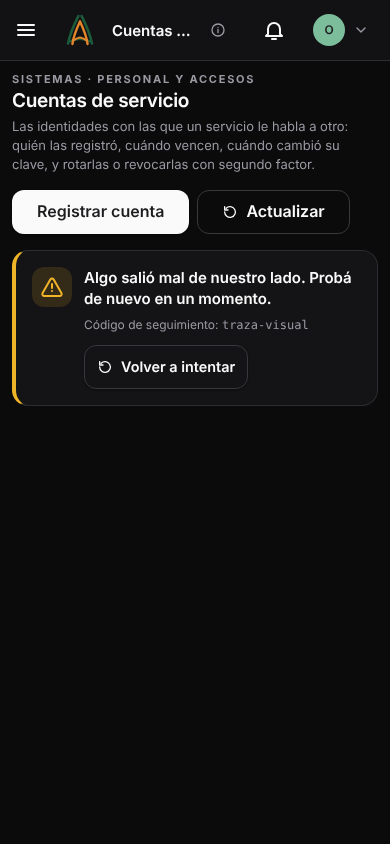 Cuentas ...
O
SISTEMAS · PERSONAL Y ACCESOS
Cuentas de servicio
Las identidades con las que un servicio le habla a otro:
quién las registró, cuándo vencen, cuándo cambió su
clave, y rotarlas o revocarlas con segundo factor.
Registrar cuenta
Actualizar
Algo salió mal de nuestro lado. Probá
de nuevo en un momento.
Código de seguimiento: traza-visual
Volver a intentar